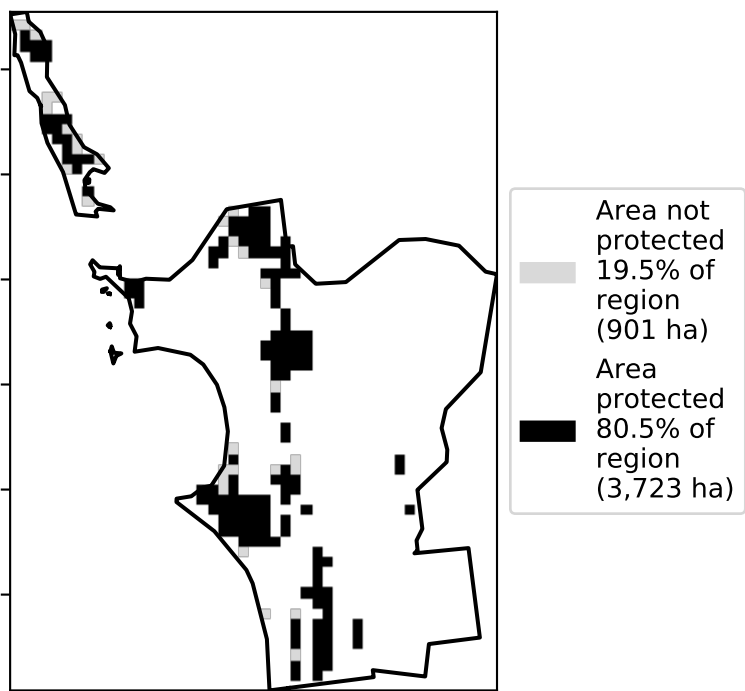 Area not
protected
19.5% of
region
(901 ha)
Area
protected
80.5% of
region
(3,723 ha)